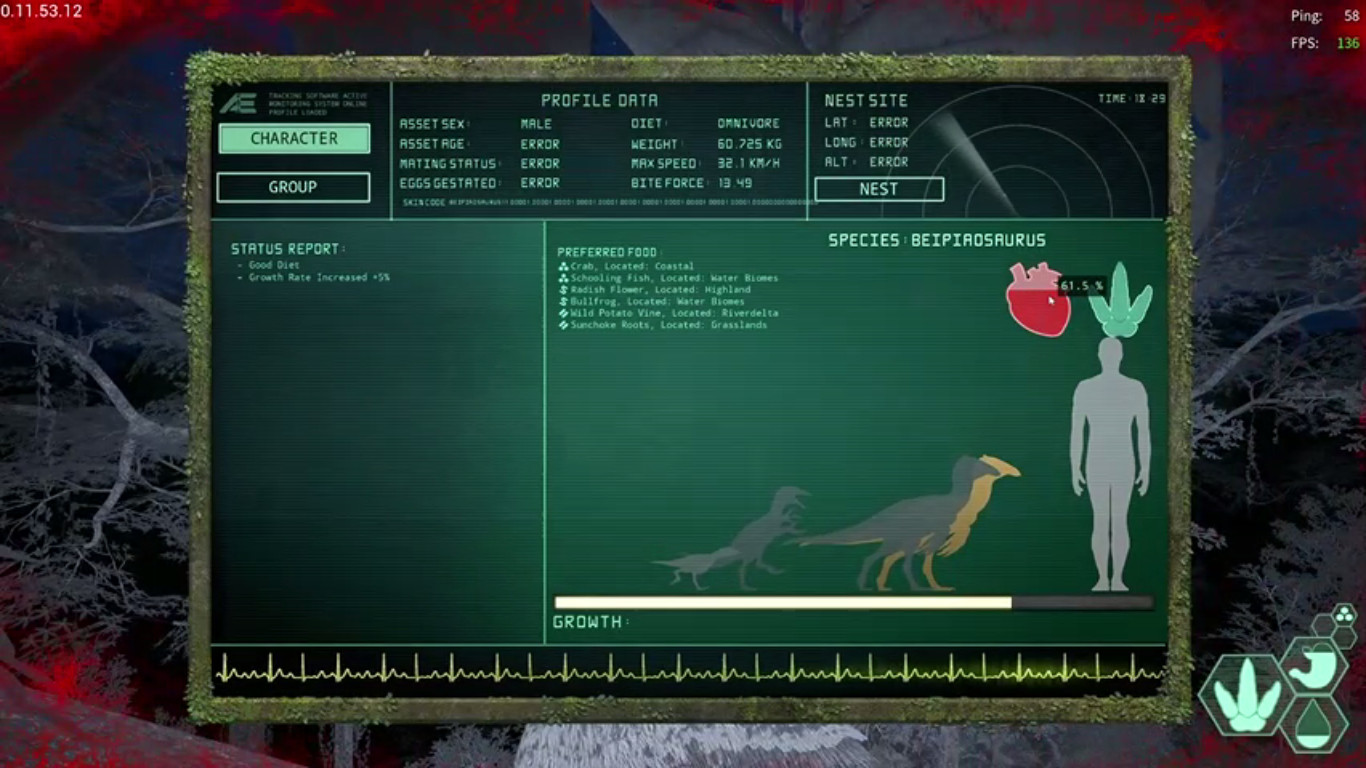 0.11.53.12
Ping: 58
FPS: 136
TRACKING SOFTWARE ACTIVE
MONITORING SYSTEM ONLINE
PROFILE LOADED
CHARACTER
GROUP
PROFILE DATA
ASSET SEX: MALE
ASSET AGE: ERROR
MATING STATUS: ERROR
EGGS GESTATED: ERROR
DIET: OMNIVORE
WEIGHT: 60.725 KG
MAX SPEED: 32.1 KM/H
BITE FORCE: 13.49
SKIN CODE
NEST SITE
LAT: ERROR
LONG: ERROR
ALT: ERROR
NEST
TIME: 18:29
STATUS REPORT:
- Good Diet
- Growth Rate Increased +5%
PREFERRED FOOD:
Crab, Located: Coastal
Schooling Fish, Located: Water Biomes
Radish Flower, Located: Highland
Bullfrog, Located: Water Biomes
Wild Potato Vine, Located: Riverdelta
Sunchoke Roots, Located: Grasslands
SPECIES: BEIPIAOSAURUS
61.5 %
GROWTH: